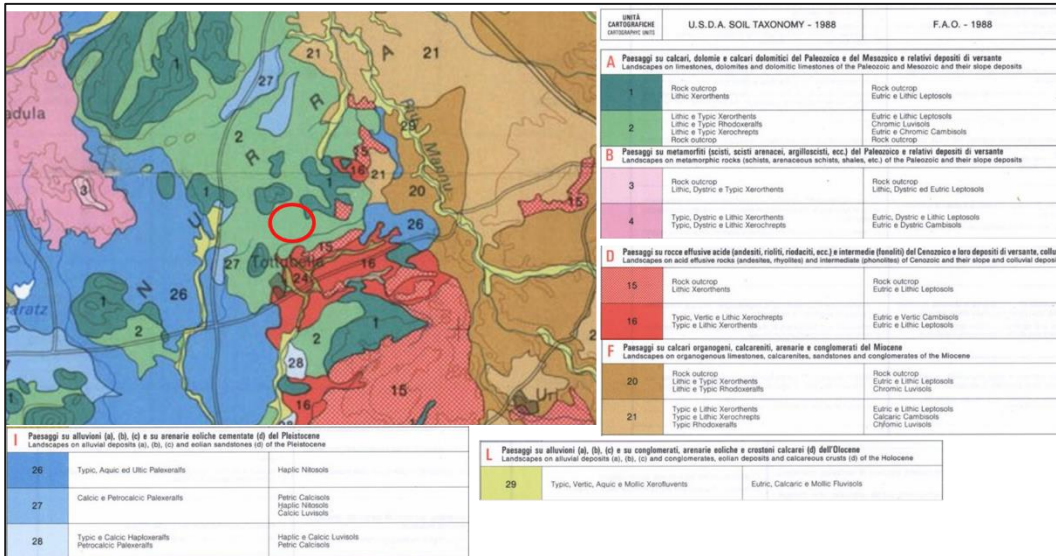 UNITÀ
CARTOGRAFICHE
CARTOGRAPHIC UNITS
U.S.D.A. SOIL TAXONOMY - 1988
F.A.O. - 1988
A Paesaggi su calcari, dolomie e calcari dolomitici del Paleozoico e del Mesozoico e relativi depositi di versante
Landscapes on limestones, dolomites and dolomitic limestones of the Paleozoic and Mesozoic and their slope deposits
1
Rock outcrop
Lithic Xerorthents
Rock outcrop
Eutric e Lithic Leptosols
2
Lithic e Typic Xerorthents
Lithic e Typic Rhodoxeralfs
Lithic e Typic Xerochrepts
Rock outcrop
Eutric e Lithic Leptosols
Chromic Luvisols
Eutric e Chromic Cambisols
Rock outcrop
B Paesaggi su metamorfiti (scisti, scisti arenacei, argilloscisti, ecc.) del Paleozoico e relativi depositi di versante
Landscapes on metamorphic rocks (schists, arenaceous schists, shales, etc.) of the Paleozoic and their slope deposits
3
Rock outcrop
Lithic, Dystric e Typic Xerorthents
Rock outcrop
Lithic, Dystric ed Eutric Leptosols
4
Typic, Dystric e Lithic Xerorthents
Typic, Dystric e Lithic Xerochrepts
Eutric, Dystric e Lithic Leptosols
Eutric e Dystric Cambisols
D Paesaggi su rocce effusive acide (andesiti, rioliti, riodaciti, ecc.) e intermedie (fonoliti) del Cenozoico e loro depositi di versante, collu
Landscapes on acid effusive rocks (andesites, rhyolites) and intermediate (phonolites) of Cenozoic and their slope and colluvial deposi
15
Rock outcrop
Lithic Xerorthents
Rock outcrop
Eutric e Lithic Leptosols
16
Typic, Vertic e Lithic Xerochrepts
Typic e Lithic Xerorthents
Eutric e Vertic Cambisols
Eutric e Lithic Leptosols
F Paesaggi su calcari organogeni, calcareniti, arenarie e conglomerati del Miocene
Landscapes on organogenous limestones, calcarenites, sandstones and conglomerates of the Miocene
20
Rock outcrop
Lithic e Typic Xerorthents
Lithic e Typic Rhodoxeralfs
Rock outcrop
Eutric e Lithic Leptosols
Chromic Luvisols
21
Typic e Lithic Xerorthents
Typic e Lithic Xerochrepts
Typic Rhodoxeralfs
Eutric e Lithic Leptosols
Calcaric Cambisols
Chromic Luvisols
1
27
21
A
21
R
R
2
29
Mannu
adula
15
16
21
1
20
3
1
15
26
U
15
Tottubella
16
27
24
26
N
aratz
1
2
2
1
28
15
Uri
16
I Paesaggi su alluvioni (a), (b), (c) e su arenarie eoliche cementate (d) del Pleistocene
Landscapes on alluvial deposits (a), (b), (c) and eolian sandstones (d) of the Pleistocene
26
Typic, Aquic ed Ultic Palexeralfs
Haplic Nitosols
27
Calcic e Petrocalcic Palexeralfs
Petric Calcisols
Haplic Nitosols
Calcic Luvisols
28
Typic e Calcic Haploxeralfs
Petrocalcic Palexeralfs
Haplic e Calcic Luvisols
Petric Calcisols
L Paesaggi su alluvioni (a), (b), (c) e su conglomerati, arenarie eoliche e crostoni calcarei (d) dell'Olocene
Landscapes on alluvial deposits (a), (b), (c) and conglomerates, eolian deposits and calcareous crusts (d) of the Holocene
29
Typic, Vertic, Aquic e Mollic Xerofluvents
Eutric, Calcaric e Mollic Fluvisols